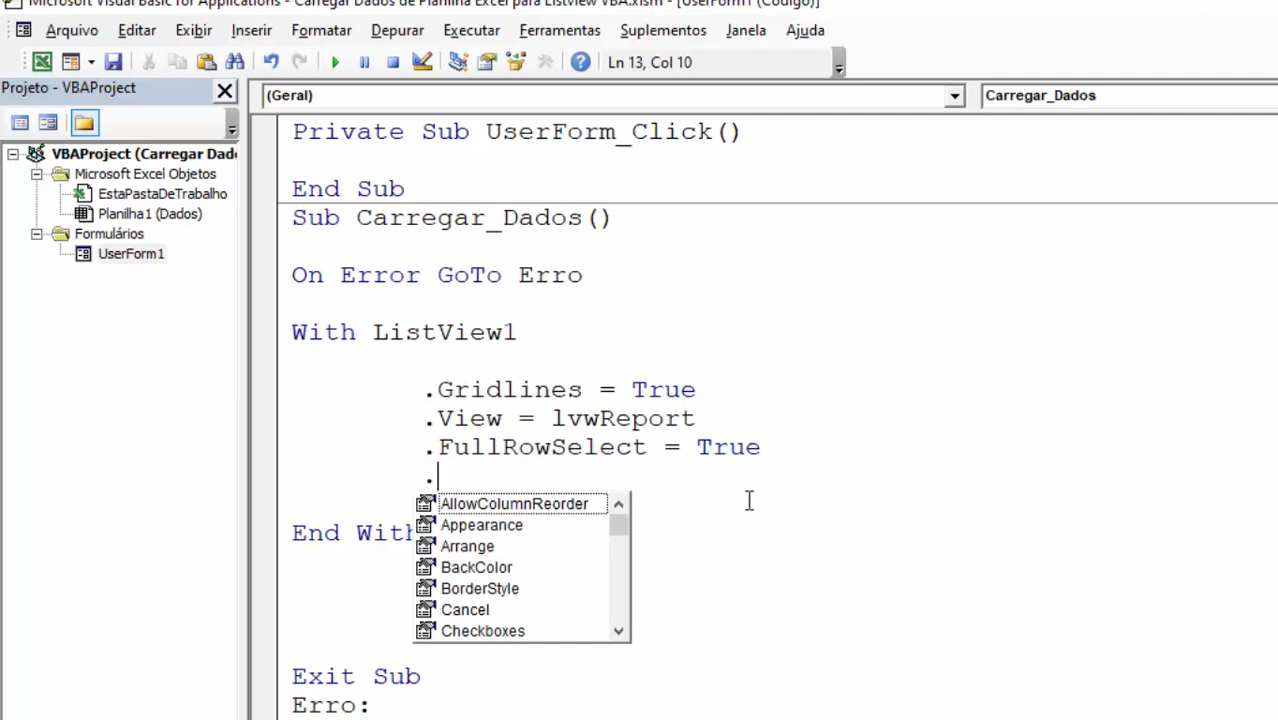 Microsoft Visual Basic for Applications - Carregar Dados de Planilha Excel para Listview VBA.xlsm - [UserForm1 (Código)]
Arquivo Editar Exibir Inserir Formatar Depurar Executar Ferramentas Suplementos Janela Ajuda
Ln 13, Col 10
Projeto - VBAProject
(Geral) Carregar_Dados
VBAProject (Carregar Dado
Microsoft Excel Objetos
EstaPastaDeTrabalho
Planilha1 (Dados)
Formulários
UserForm1
Private Sub UserForm_Click()
End Sub
Sub Carregar_Dados()
On Error GoTo Erro
With ListView1
.Gridlines = True
.View = lvwReport
.FullRowSelect = True
.
AllowColumnReorder
Appearance
Arrange
BackColor
BorderStyle
Cancel
Checkboxes
End With
Exit Sub
Erro: